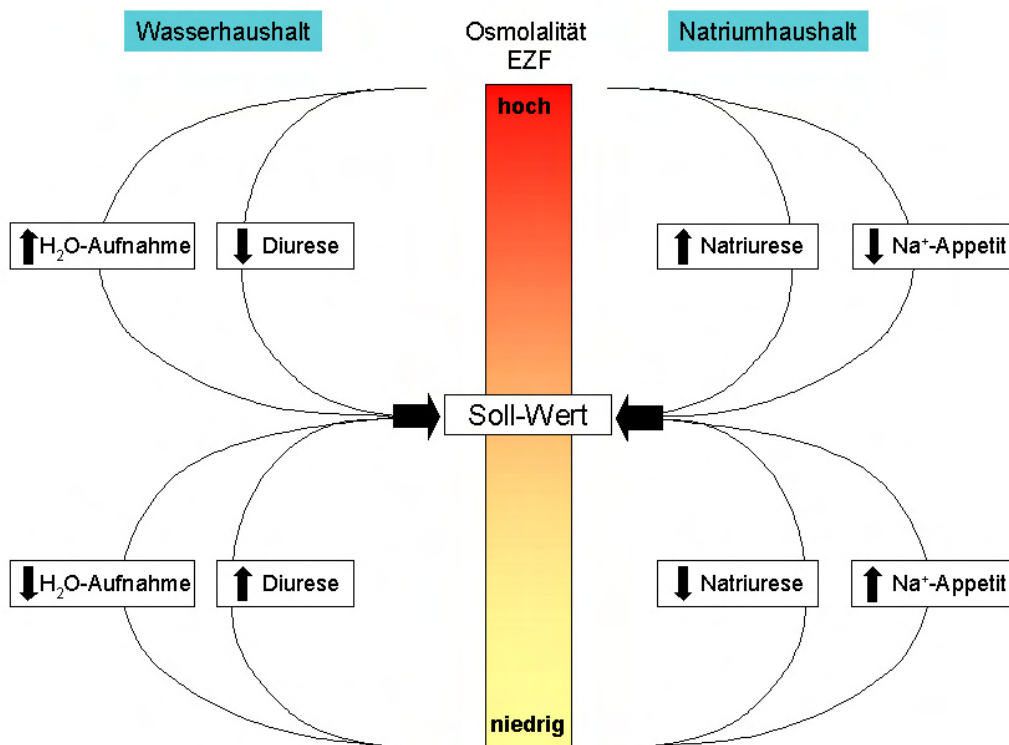 Wasserhaushalt
Osmolalität
EZF
Natriumhaushalt
hoch
H₂O-Aufnahme
Diurese
Natriurese
Na⁺-Appetit
Soll-Wert
H₂O-Aufnahme
Diurese
Natriurese
Na⁺-Appetit
niedrig